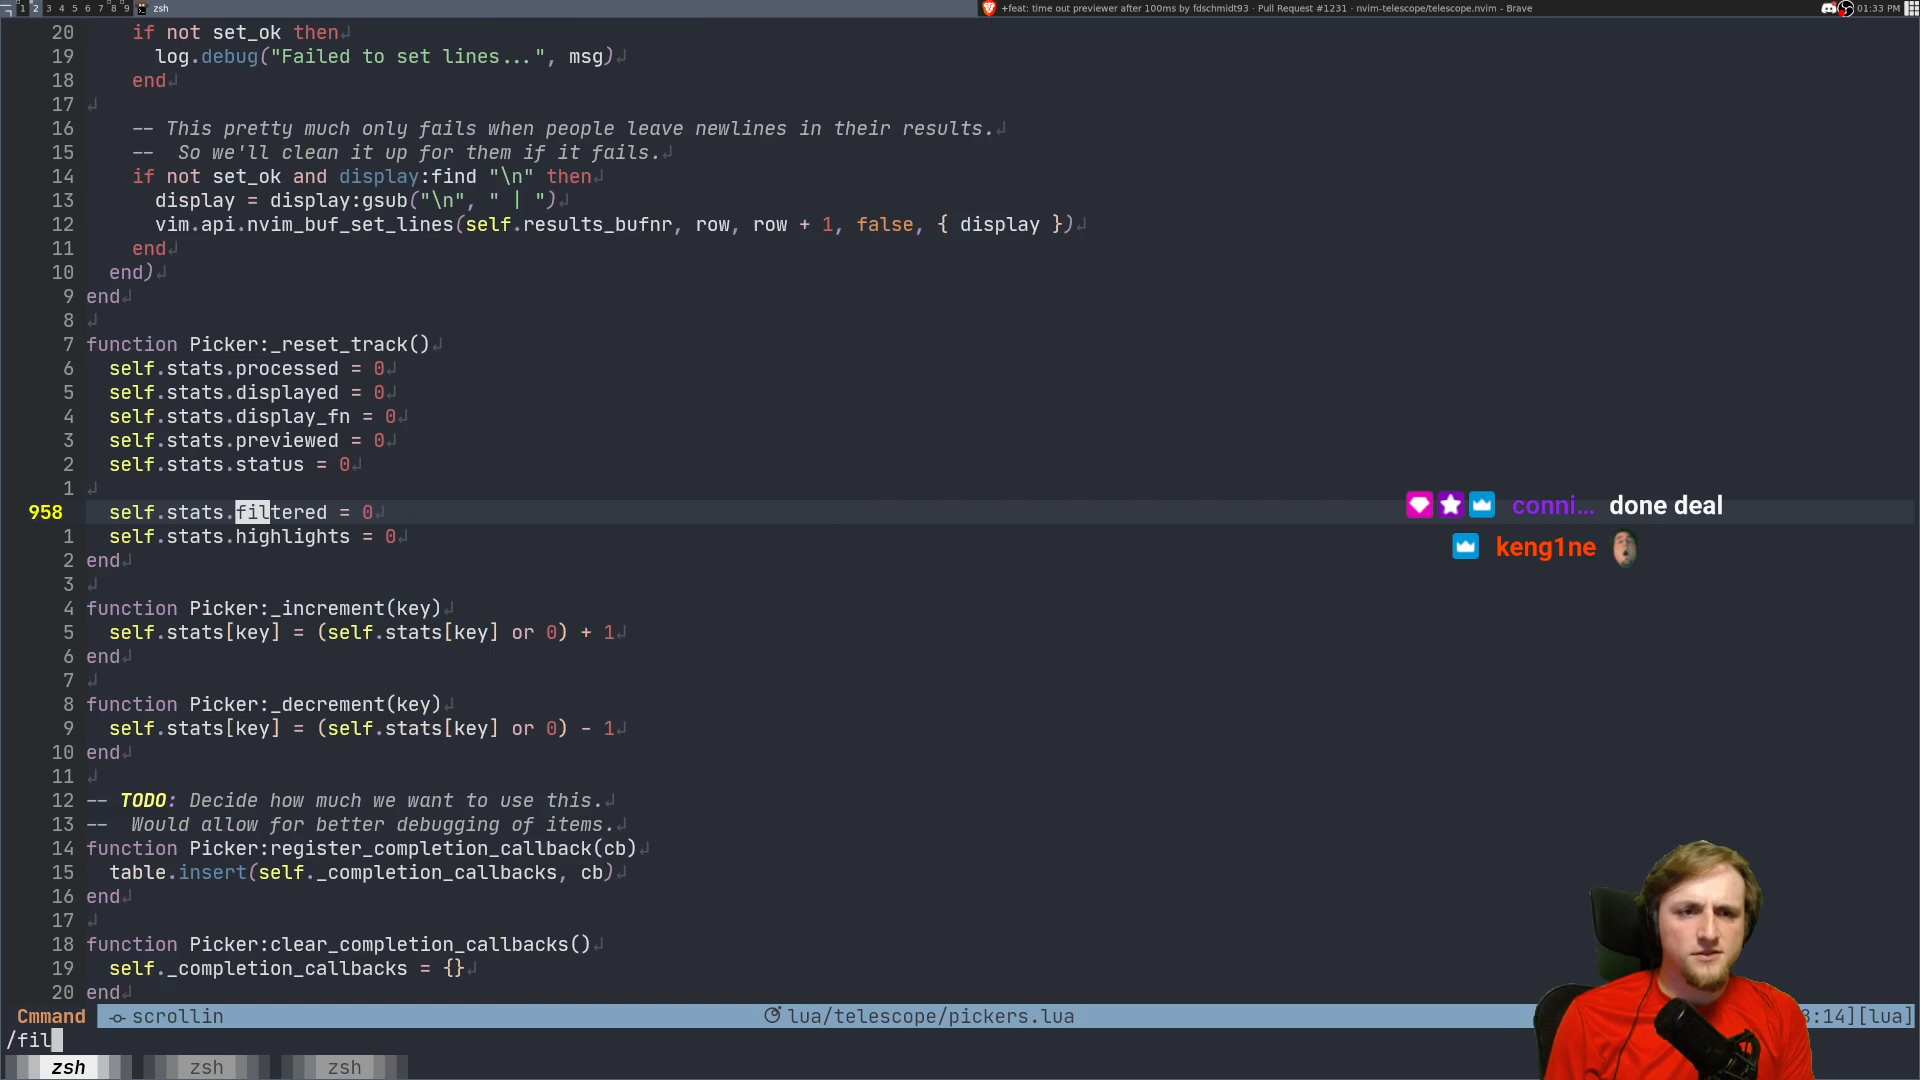 1 2 3 4 5 6 7 8 9 zsh +feat: time out previewer after 100ms by fdschmidt93 · Pull Request #1231 · nvim-telescope/telescope.nvim - Brave 01:33 PM
20     if not set_ok then
19       log.debug("Failed to set lines...", msg)
18     end
17
16     -- This pretty much only fails when people leave newlines in their results.
15     --  So we'll clean it up for them if it fails.
14     if not set_ok and display:find "\n" then
13       display = display:gsub("\n", " | ")
12       vim.api.nvim_buf_set_lines(self.results_bufnr, row, row + 1, false, { display })
11     end
10   end)
9 end
8
7 function Picker:_reset_track()
6   self.stats.processed = 0
5   self.stats.displayed = 0
4   self.stats.display_fn = 0
3   self.stats.previewed = 0
2   self.stats.status = 0
1
958   self.stats.filtered = 0
1   self.stats.highlights = 0
2 end
3
4 function Picker:_increment(key)
5   self.stats[key] = (self.stats[key] or 0) + 1
6 end
7
8 function Picker:_decrement(key)
9   self.stats[key] = (self.stats[key] or 0) - 1
10 end
11
12 -- TODO: Decide how much we want to use this.
13 --  Would allow for better debugging of items.
14 function Picker:register_completion_callback(cb)
15   table.insert(self._completion_callbacks, cb)
16 end
17
18 function Picker:clear_completion_callbacks()
19   self._completion_callbacks = {}
20 end
conni... done deal
keng1ne
Cmmand scrollin lua/telescope/pickers.lua :14][lua]
/fil
zsh zsh zsh